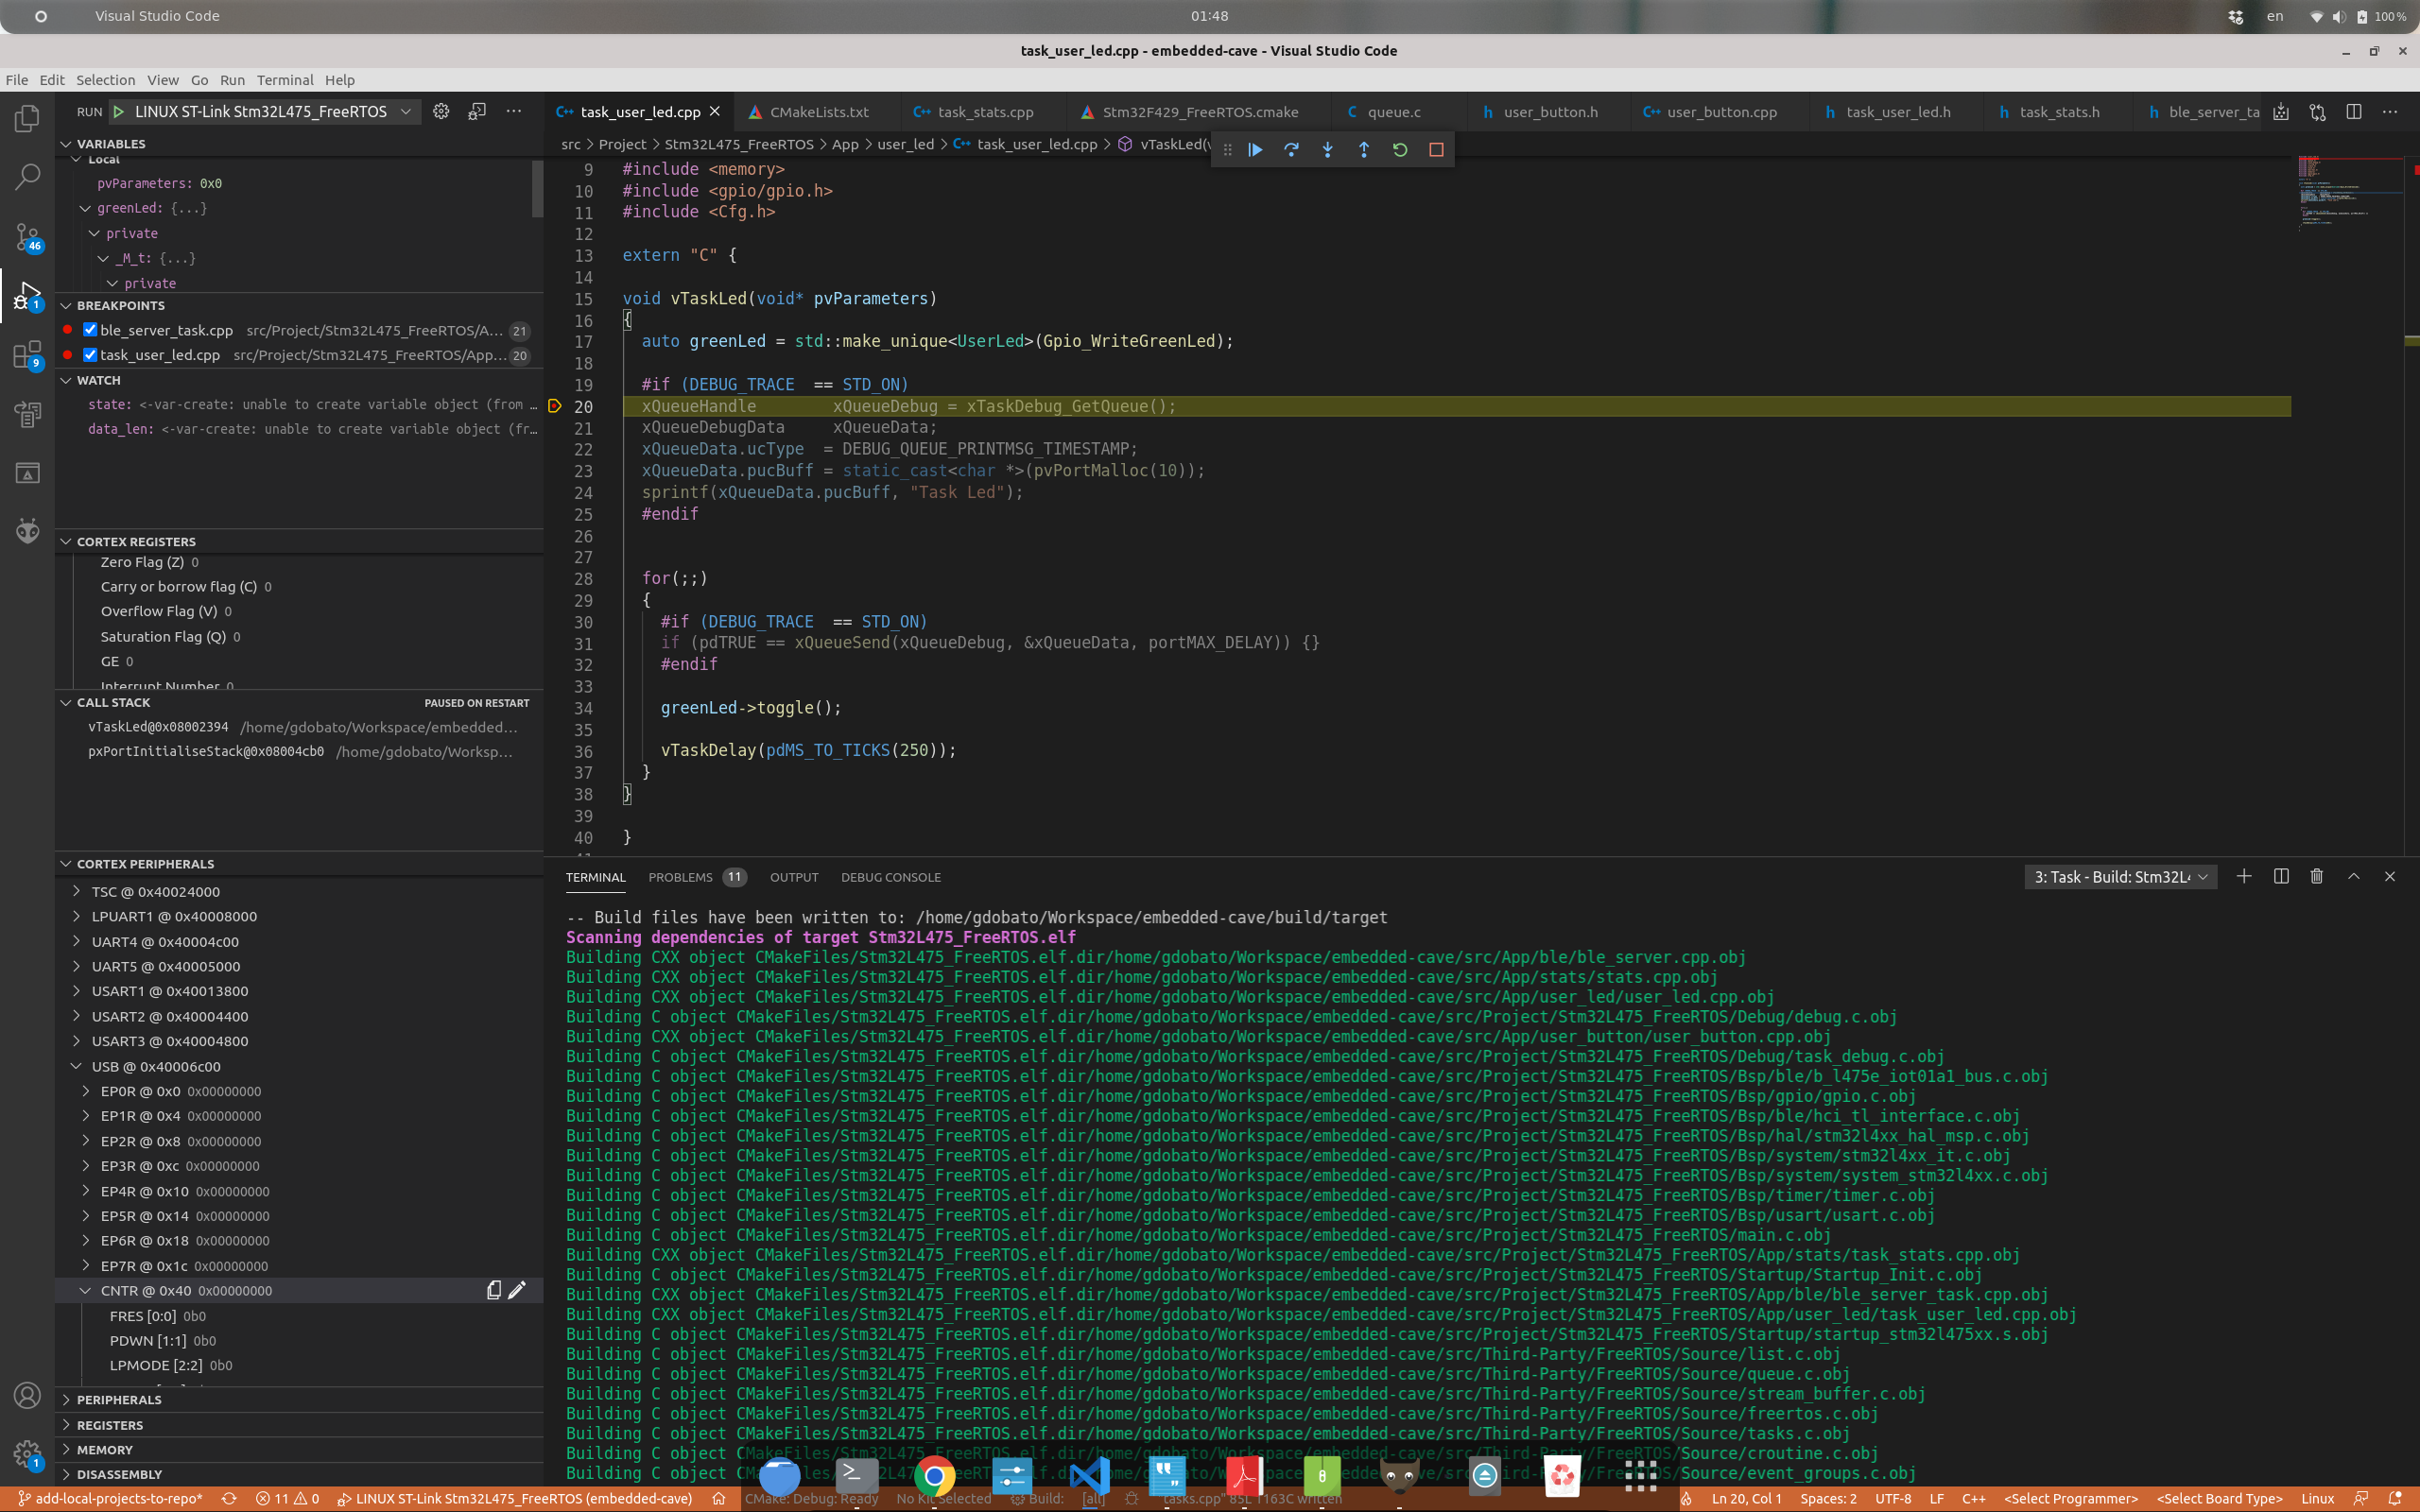 Visual Studio Code
01:48
en
100 %
task_user_led.cpp - embedded-cave - Visual Studio Code
File Edit Selection View Go Run Terminal Help
RUN LINUX ST-Link Stm32L475_FreeRTOS
VARIABLES
Local
pvParameters: 0x0
greenLed: {...}
private
_M_t: {...}
private
BREAKPOINTS
ble_server_task.cpp src/Project/Stm32L475_FreeRTOS/A... 21
task_user_led.cpp src/Project/Stm32L475_FreeRTOS/App... 20
WATCH
state: <-var-create: unable to create variable object (from …
data_len: <-var-create: unable to create variable object (fr…
CORTEX REGISTERS
Zero Flag (Z) 0
Carry or borrow flag (C) 0
Overflow Flag (V) 0
Saturation Flag (Q) 0
GE 0
Interrupt Number 0
CALL STACK PAUSED ON RESTART
vTaskLed@0x08002394 /home/gdobato/Workspace/embedded...
pxPortInitialiseStack@0x08004cb0 /home/gdobato/Worksp...
CORTEX PERIPHERALS
TSC @ 0x40024000
LPUART1 @ 0x40008000
UART4 @ 0x40004c00
UART5 @ 0x40005000
USART1 @ 0x40013800
USART2 @ 0x40004400
USART3 @ 0x40004800
USB @ 0x40006c00
EP0R @ 0x0 0x00000000
EP1R @ 0x4 0x00000000
EP2R @ 0x8 0x00000000
EP3R @ 0xc 0x00000000
EP4R @ 0x10 0x00000000
EP5R @ 0x14 0x00000000
EP6R @ 0x18 0x00000000
EP7R @ 0x1c 0x00000000
CNTR @ 0x40 0x00000000
FRES [0:0] 0b0
PDWN [1:1] 0b0
LPMODE [2:2] 0b0
PERIPHERALS
REGISTERS
MEMORY
DISASSEMBLY
46
1
9
1
task_user_led.cpp CMakeLists.txt task_stats.cpp Stm32F429_FreeRTOS.cmake queue.c user_button.h user_button.cpp task_user_led.h task_stats.h ble_server_ta
src > Project > Stm32L475_FreeRTOS > App > user_led > task_user_led.cpp > vTaskLed(v
9 #include <memory>
10 #include <gpio/gpio.h>
11 #include <Cfg.h>
12
13 extern "C" {
14
15 void vTaskLed(void* pvParameters)
16 {
17 auto greenLed = std::make_unique<UserLed>(Gpio_WriteGreenLed);
18
19 #if (DEBUG_TRACE == STD_ON)
20 xQueueHandle xQueueDebug = xTaskDebug_GetQueue();
21 xQueueDebugData xQueueData;
22 xQueueData.ucType = DEBUG_QUEUE_PRINTMSG_TIMESTAMP;
23 xQueueData.pucBuff = static_cast<char *>(pvPortMalloc(10));
24 sprintf(xQueueData.pucBuff, "Task Led");
25 #endif
26
27
28 for(;;)
29 {
30 #if (DEBUG_TRACE == STD_ON)
31 if (pdTRUE == xQueueSend(xQueueDebug, &xQueueData, portMAX_DELAY)) {}
32 #endif
33
34 greenLed->toggle();
35
36 vTaskDelay(pdMS_TO_TICKS(250));
37 }
38 }
39
40 }
TERMINAL PROBLEMS 11 OUTPUT DEBUG CONSOLE 3: Task - Build: Stm32L4
-- Build files have been written to: /home/gdobato/Workspace/embedded-cave/build/target
Scanning dependencies of target Stm32L475_FreeRTOS.elf
Building CXX object CMakeFiles/Stm32L475_FreeRTOS.elf.dir/home/gdobato/Workspace/embedded-cave/src/App/ble/ble_server.cpp.obj
Building CXX object CMakeFiles/Stm32L475_FreeRTOS.elf.dir/home/gdobato/Workspace/embedded-cave/src/App/stats/stats.cpp.obj
Building CXX object CMakeFiles/Stm32L475_FreeRTOS.elf.dir/home/gdobato/Workspace/embedded-cave/src/App/user_led/user_led.cpp.obj
Building C object CMakeFiles/Stm32L475_FreeRTOS.elf.dir/home/gdobato/Workspace/embedded-cave/src/Project/Stm32L475_FreeRTOS/Debug/debug.c.obj
Building CXX object CMakeFiles/Stm32L475_FreeRTOS.elf.dir/home/gdobato/Workspace/embedded-cave/src/App/user_button/user_button.cpp.obj
Building C object CMakeFiles/Stm32L475_FreeRTOS.elf.dir/home/gdobato/Workspace/embedded-cave/src/Project/Stm32L475_FreeRTOS/Debug/task_debug.c.obj
Building C object CMakeFiles/Stm32L475_FreeRTOS.elf.dir/home/gdobato/Workspace/embedded-cave/src/Project/Stm32L475_FreeRTOS/Bsp/ble/b_l475e_iot01a1_bus.c.obj
Building C object CMakeFiles/Stm32L475_FreeRTOS.elf.dir/home/gdobato/Workspace/embedded-cave/src/Project/Stm32L475_FreeRTOS/Bsp/gpio/gpio.c.obj
Building C object CMakeFiles/Stm32L475_FreeRTOS.elf.dir/home/gdobato/Workspace/embedded-cave/src/Project/Stm32L475_FreeRTOS/Bsp/ble/hci_tl_interface.c.obj
Building C object CMakeFiles/Stm32L475_FreeRTOS.elf.dir/home/gdobato/Workspace/embedded-cave/src/Project/Stm32L475_FreeRTOS/Bsp/hal/stm32l4xx_hal_msp.c.obj
Building C object CMakeFiles/Stm32L475_FreeRTOS.elf.dir/home/gdobato/Workspace/embedded-cave/src/Project/Stm32L475_FreeRTOS/Bsp/system/stm32l4xx_it.c.obj
Building C object CMakeFiles/Stm32L475_FreeRTOS.elf.dir/home/gdobato/Workspace/embedded-cave/src/Project/Stm32L475_FreeRTOS/Bsp/system/system_stm32l4xx.c.obj
Building C object CMakeFiles/Stm32L475_FreeRTOS.elf.dir/home/gdobato/Workspace/embedded-cave/src/Project/Stm32L475_FreeRTOS/Bsp/timer/timer.c.obj
Building C object CMakeFiles/Stm32L475_FreeRTOS.elf.dir/home/gdobato/Workspace/embedded-cave/src/Project/Stm32L475_FreeRTOS/Bsp/usart/usart.c.obj
Building C object CMakeFiles/Stm32L475_FreeRTOS.elf.dir/home/gdobato/Workspace/embedded-cave/src/Project/Stm32L475_FreeRTOS/main.c.obj
Building CXX object CMakeFiles/Stm32L475_FreeRTOS.elf.dir/home/gdobato/Workspace/embedded-cave/src/Project/Stm32L475_FreeRTOS/App/stats/task_stats.cpp.obj
Building C object CMakeFiles/Stm32L475_FreeRTOS.elf.dir/home/gdobato/Workspace/embedded-cave/src/Project/Stm32L475_FreeRTOS/Startup/Startup_Init.c.obj
Building CXX object CMakeFiles/Stm32L475_FreeRTOS.elf.dir/home/gdobato/Workspace/embedded-cave/src/Project/Stm32L475_FreeRTOS/App/ble/ble_server_task.cpp.obj
Building CXX object CMakeFiles/Stm32L475_FreeRTOS.elf.dir/home/gdobato/Workspace/embedded-cave/src/Project/Stm32L475_FreeRTOS/App/user_led/task_user_led.cpp.obj
Building C object CMakeFiles/Stm32L475_FreeRTOS.elf.dir/home/gdobato/Workspace/embedded-cave/src/Project/Stm32L475_FreeRTOS/Startup/startup_stm32l475xx.s.obj
Building C object CMakeFiles/Stm32L475_FreeRTOS.elf.dir/home/gdobato/Workspace/embedded-cave/src/Third-Party/FreeRTOS/Source/list.c.obj
Building C object CMakeFiles/Stm32L475_FreeRTOS.elf.dir/home/gdobato/Workspace/embedded-cave/src/Third-Party/FreeRTOS/Source/queue.c.obj
Building C object CMakeFiles/Stm32L475_FreeRTOS.elf.dir/home/gdobato/Workspace/embedded-cave/src/Third-Party/FreeRTOS/Source/stream_buffer.c.obj
Building C object CMakeFiles/Stm32L475_FreeRTOS.elf.dir/home/gdobato/Workspace/embedded-cave/src/Third-Party/FreeRTOS/Source/freertos.c.obj
Building C object CMakeFiles/Stm32L475_FreeRTOS.elf.dir/home/gdobato/Workspace/embedded-cave/src/Third-Party/FreeRTOS/Source/tasks.c.obj
Building C object Source/croutine.c.obj
Building C object Source/event_groups.c.obj
add-local-projects-to-repo* 11 0 LINUX ST-Link Stm32L475_FreeRTOS (embedded-cave) CMake: Debug: Ready No Kit Selected Build: [all] tasks.cpp" 85L 1163C written Ln 20, Col 1 Spaces: 2 UTF-8 LF C++ <Select Programmer> <Select Board Type> Linux